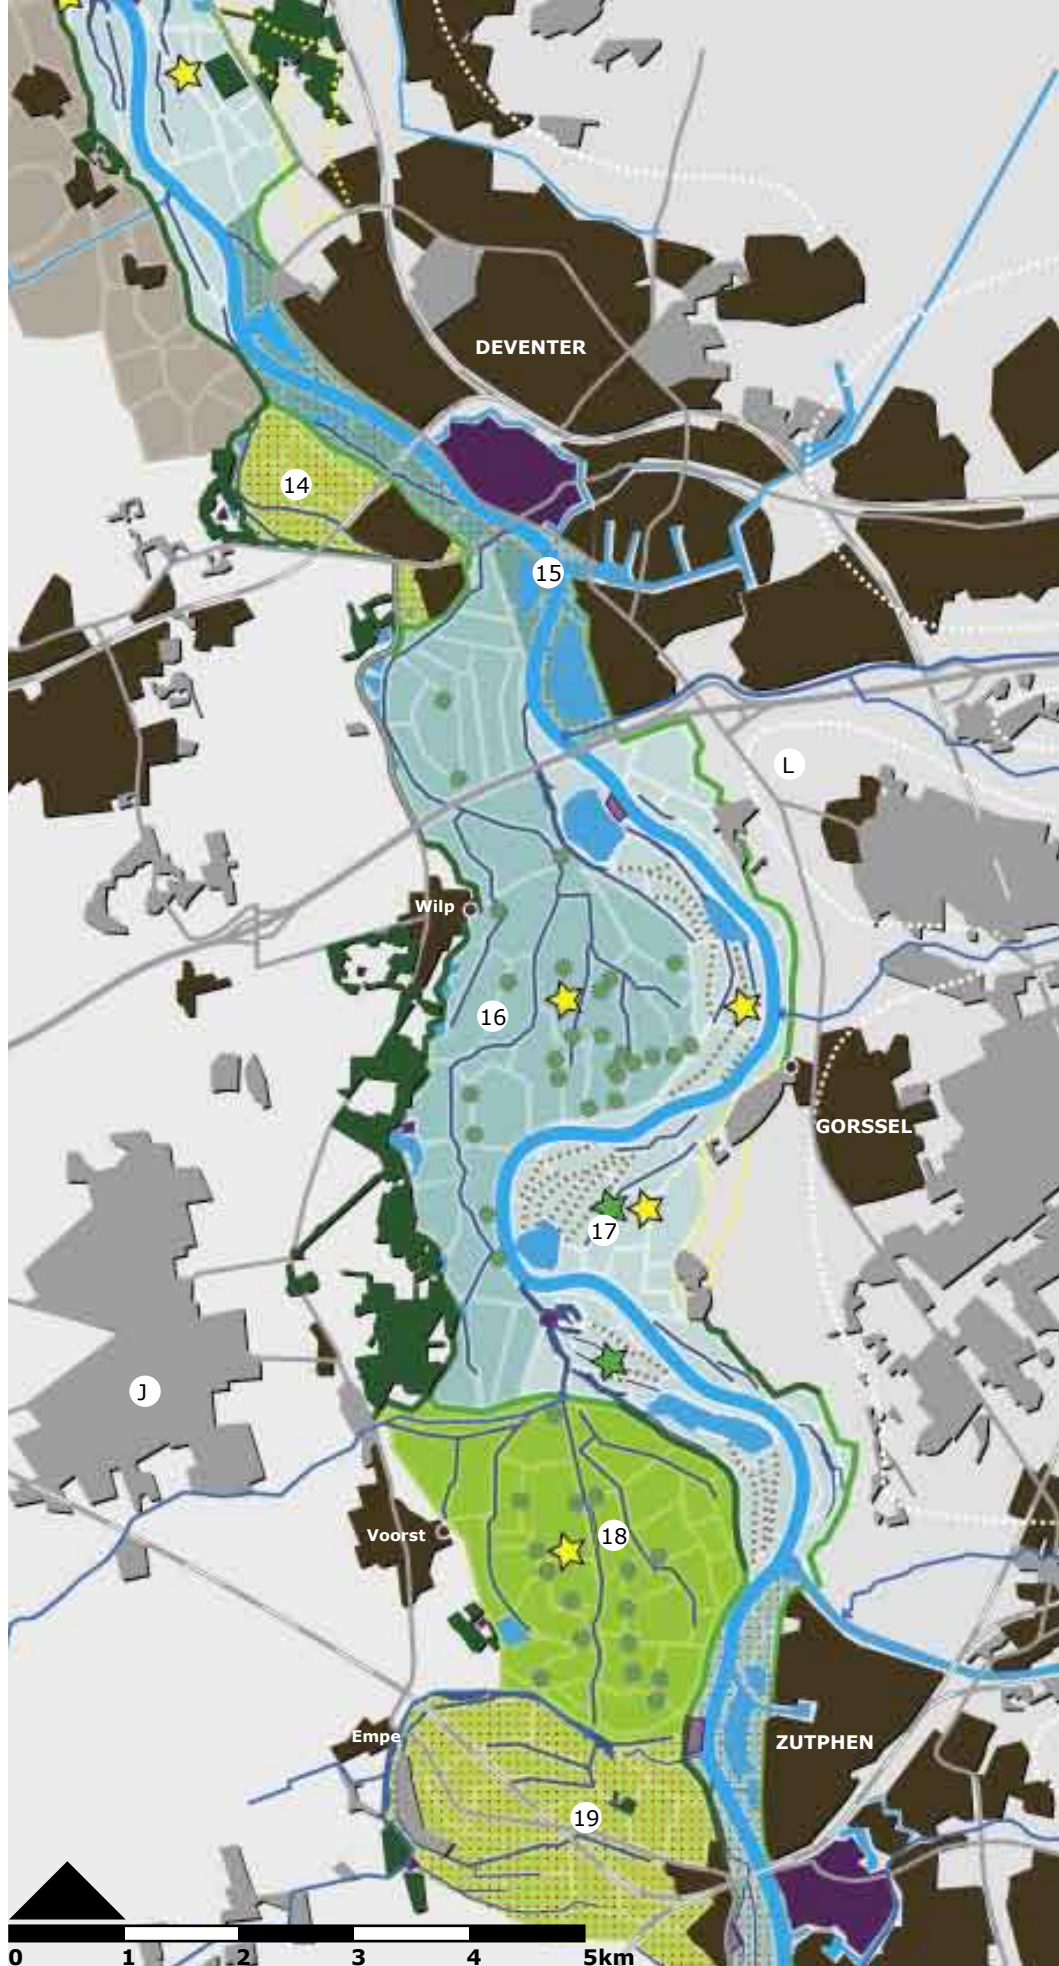 DEVENTER
14
15
L
Wilp
16
GORSSEL
17
J
18
Voorst
Empe
ZUTPHEN
19
0 1 2 3 4 5km